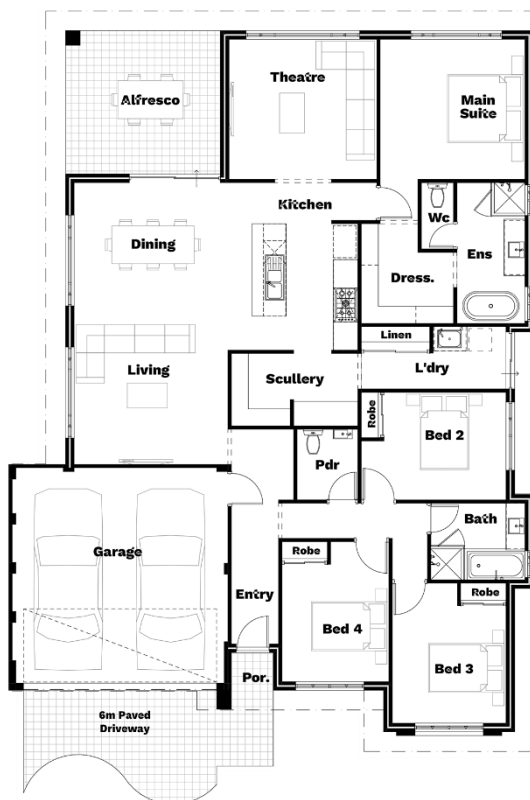 Theatre
Alfresco
Main
Suite
Kitchen
Wc
Dining
Ens
Dress.
Linen
Living
L'dry
Scullery
Robe
Bed 2
Pdr
Bath
Garage
Robe
Robe
Entry
Bed 4
Bed 3
Por.
6m Paved
Driveway